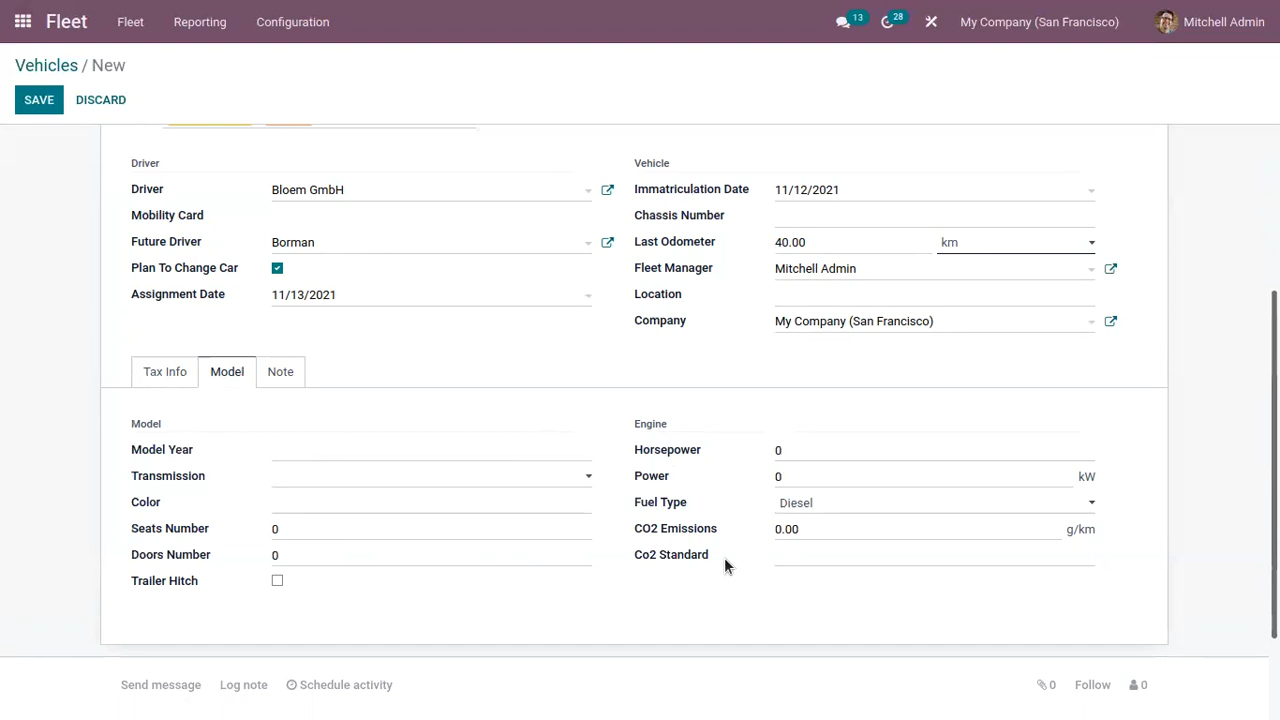 Fleet Fleet Reporting Configuration 13 28 My Company (San Francisco) Mitchell Admin
Vehicles / New
SAVE DISCARD
Driver
Driver Bloem GmbH
Mobility Card
Future Driver Borman
Plan To Change Car
Assignment Date 11/13/2021
Vehicle
Immatriculation Date 11/12/2021
Chassis Number
Last Odometer 40.00 km
Fleet Manager Mitchell Admin
Location
Company My Company (San Francisco)
Tax Info Model Note
Model
Model Year
Transmission
Color
Seats Number 0
Doors Number 0
Trailer Hitch
Engine
Horsepower 0
Power 0 kW
Fuel Type Diesel
CO2 Emissions 0.00 g/km
Co2 Standard
Send message Log note Schedule activity 0 Follow 0